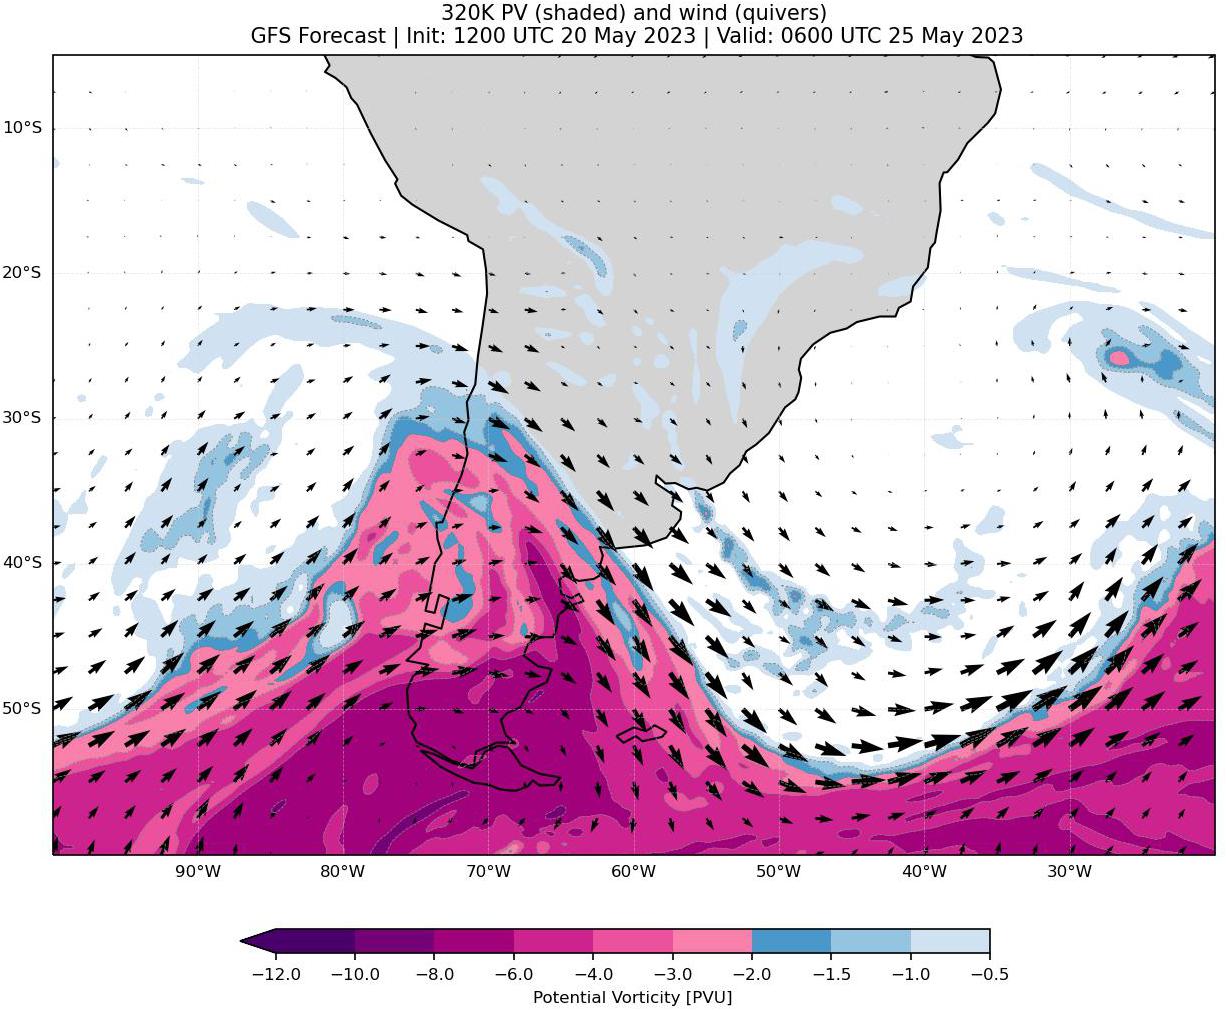 320K PV (shaded) and wind (quivers)
GFS Forecast | Init: 1200 UTC 20 May 2023 | Valid: 0600 UTC 25 May 2023
10°S
20°S
30°S
40°S
50°S
90°W 80°W 70°W 60°W 50°W 40°W 30°W
−12.0 −10.0 −8.0 −6.0 −4.0 −3.0 −2.0 −1.5 −1.0 −0.5
Potential Vorticity [PVU]